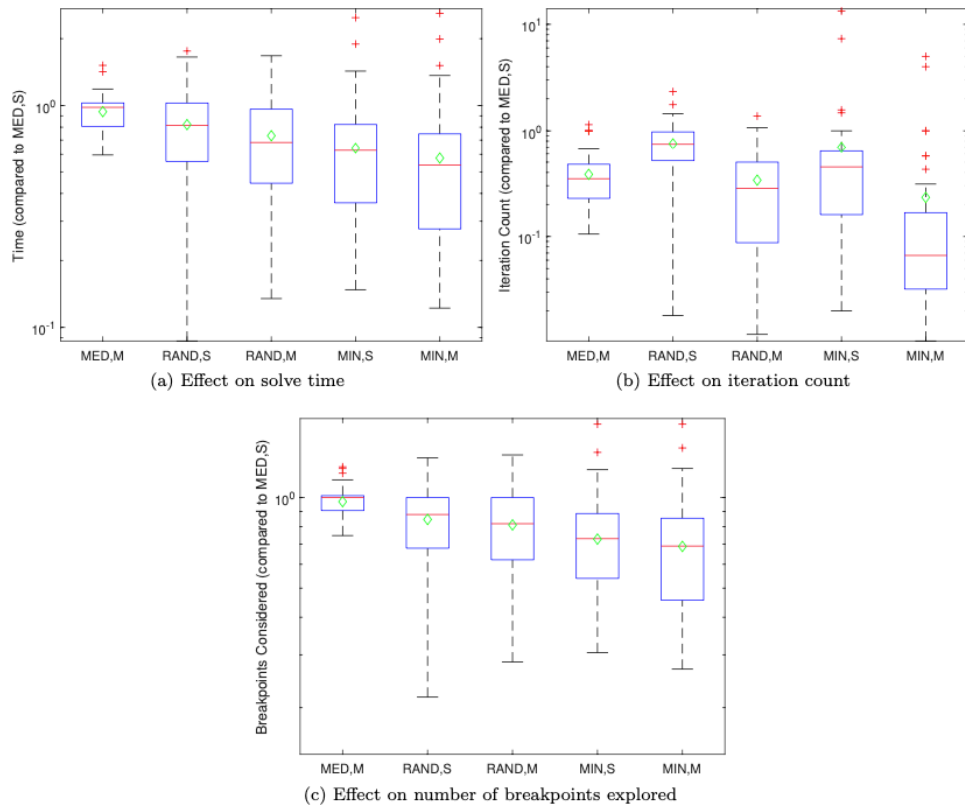 Time (compared to MED,S)
10^0
10^-1
MED,M RAND,S RAND,M MIN,S MIN,M
(a) Effect on solve time
Iteration Count (compared to MED,S)
10^1
10^0
10^-1
MED,M RAND,S RAND,M MIN,S MIN,M
(b) Effect on iteration count
Breakpoints Considered (compared to MED,S)
10^0
MED,M RAND,S RAND,M MIN,S MIN,M
(c) Effect on number of breakpoints explored